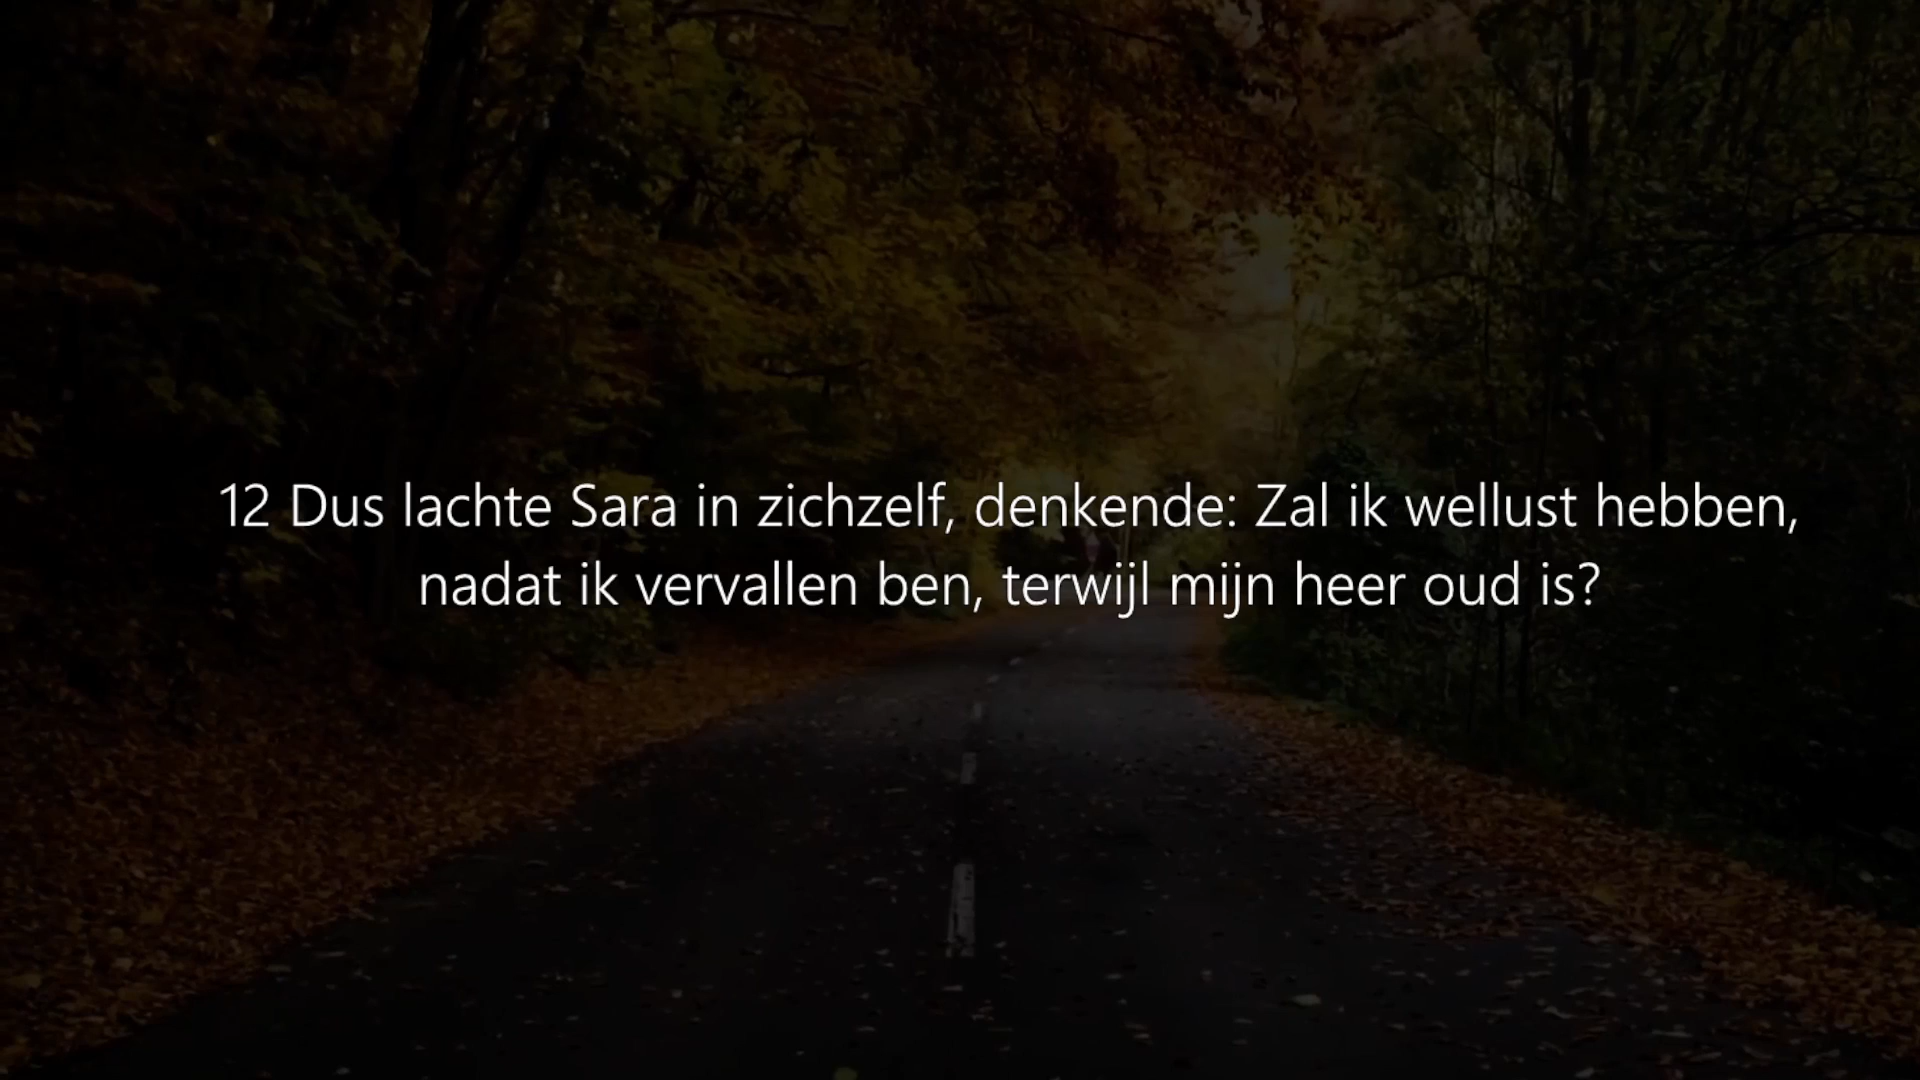 12 Dus lachte Sara in zichzelf, denkende: Zal ik wellust hebben,
nadat ik vervallen ben, terwijl mijn heer oud is?